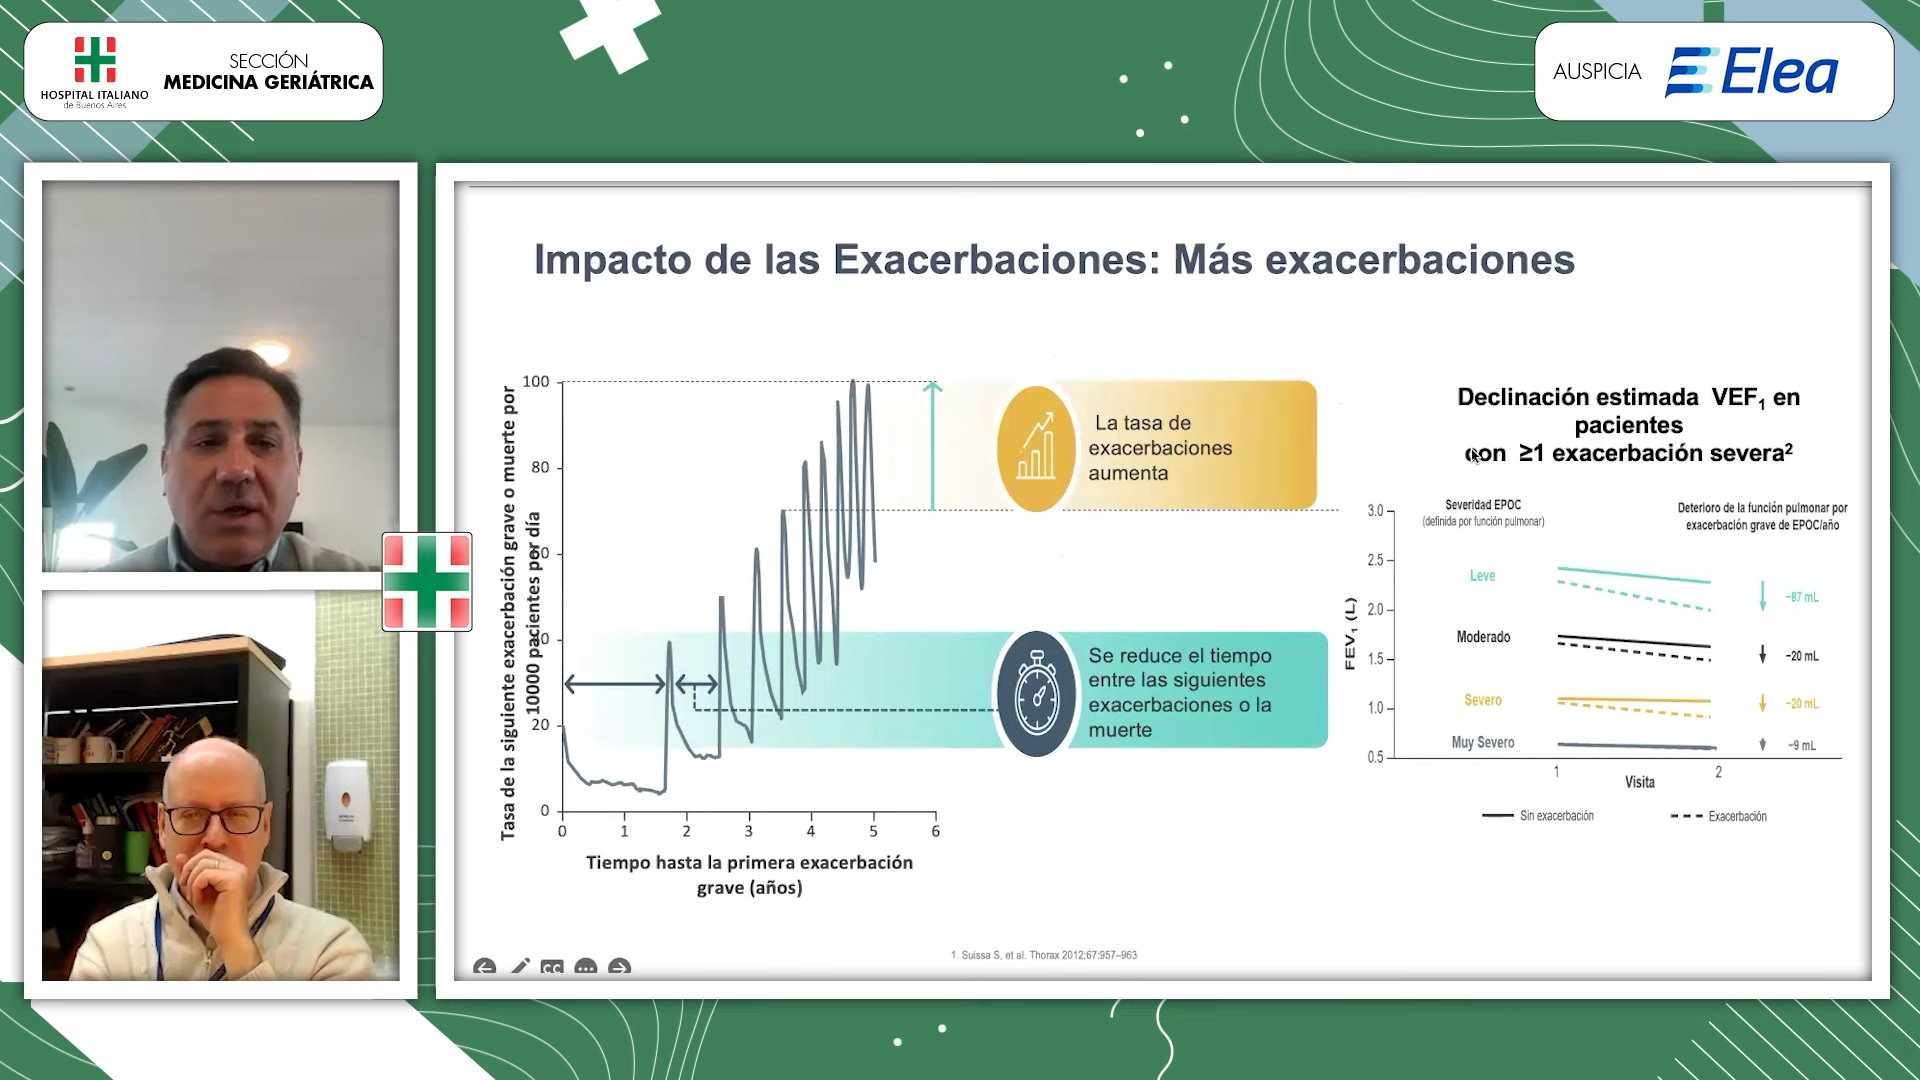 HOSPITAL ITALIANO
de Buenos Aires
SECCIÓN
MEDICINA GERIÁTRICA
AUSPICIA
Elea
Impacto de las Exacerbaciones: Más exacerbaciones
Tasa de la siguiente exacerbación grave o muerte por
10000 pacientes por día
100
80
60
40
20
0
0 1 2 3 4 5 6
Tiempo hasta la primera exacerbación
grave (años)
La tasa de
exacerbaciones
aumenta
Se reduce el tiempo
entre las siguientes
exacerbaciones o la
muerte
Declinación estimada VEF₁ en
pacientes
con ≥1 exacerbación severa²
Severidad EPOC
(definida por función pulmonar)
Deterioro de la función pulmonar por
exacerbación grave de EPOC/año
FEV₁ (L)
3.0
2.5
2.0
1.5
1.0
0.5
Leve
−87 mL
Moderado
−20 mL
Severo
−20 mL
Muy Severo
−9 mL
1 2
Visita
Sin exacerbación
Exacerbación
1. Suissa S, et al. Thorax 2012;67:957–963
CC